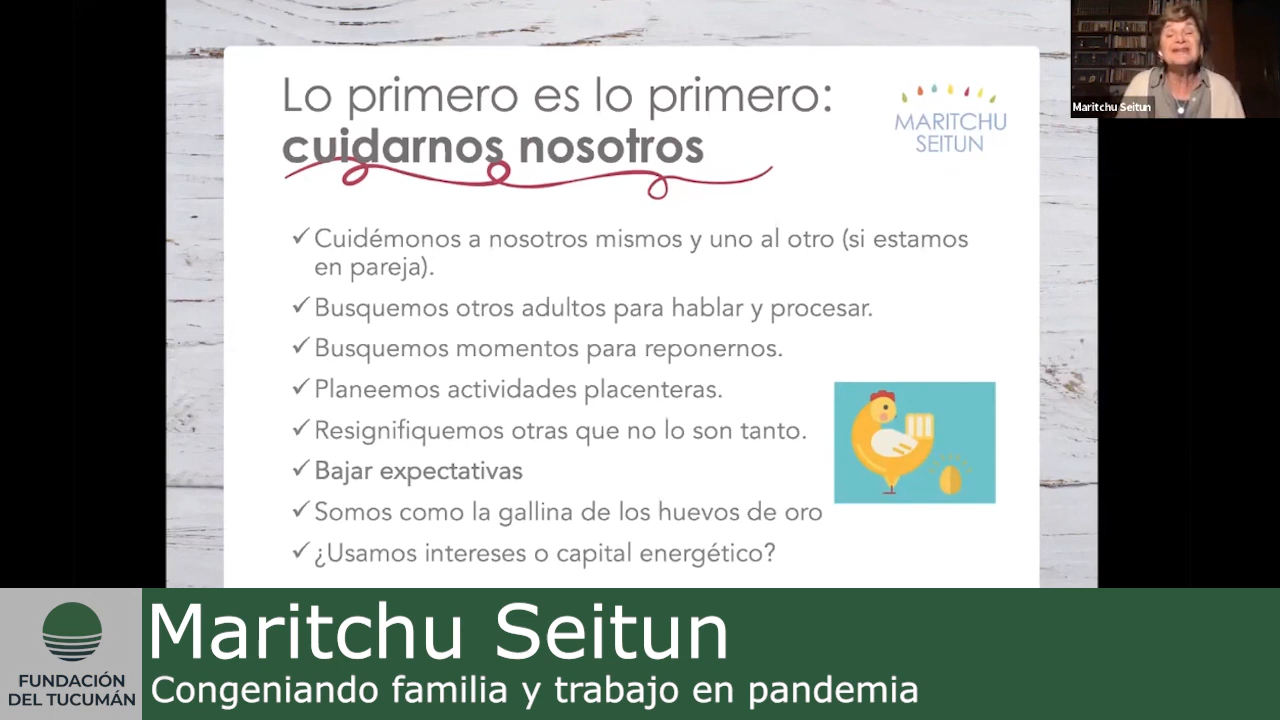 Lo primero es lo primero:
cuidarnos nosotros
MARITCHU
SEITUN
Maritchu Seitun
✓Cuidémonos a nosotros mismos y uno al otro (si estamos
en pareja).
✓Busquemos otros adultos para hablar y procesar.
✓Busquemos momentos para reponernos.
✓Planeemos actividades placenteras.
✓Resignifiquemos otras que no lo son tanto.
✓Bajar expectativas
✓Somos como la gallina de los huevos de oro
✓¿Usamos intereses o capital energético?
FUNDACIÓN
DEL TUCUMÁN
Maritchu Seitun
Congeniando familia y trabajo en pandemia